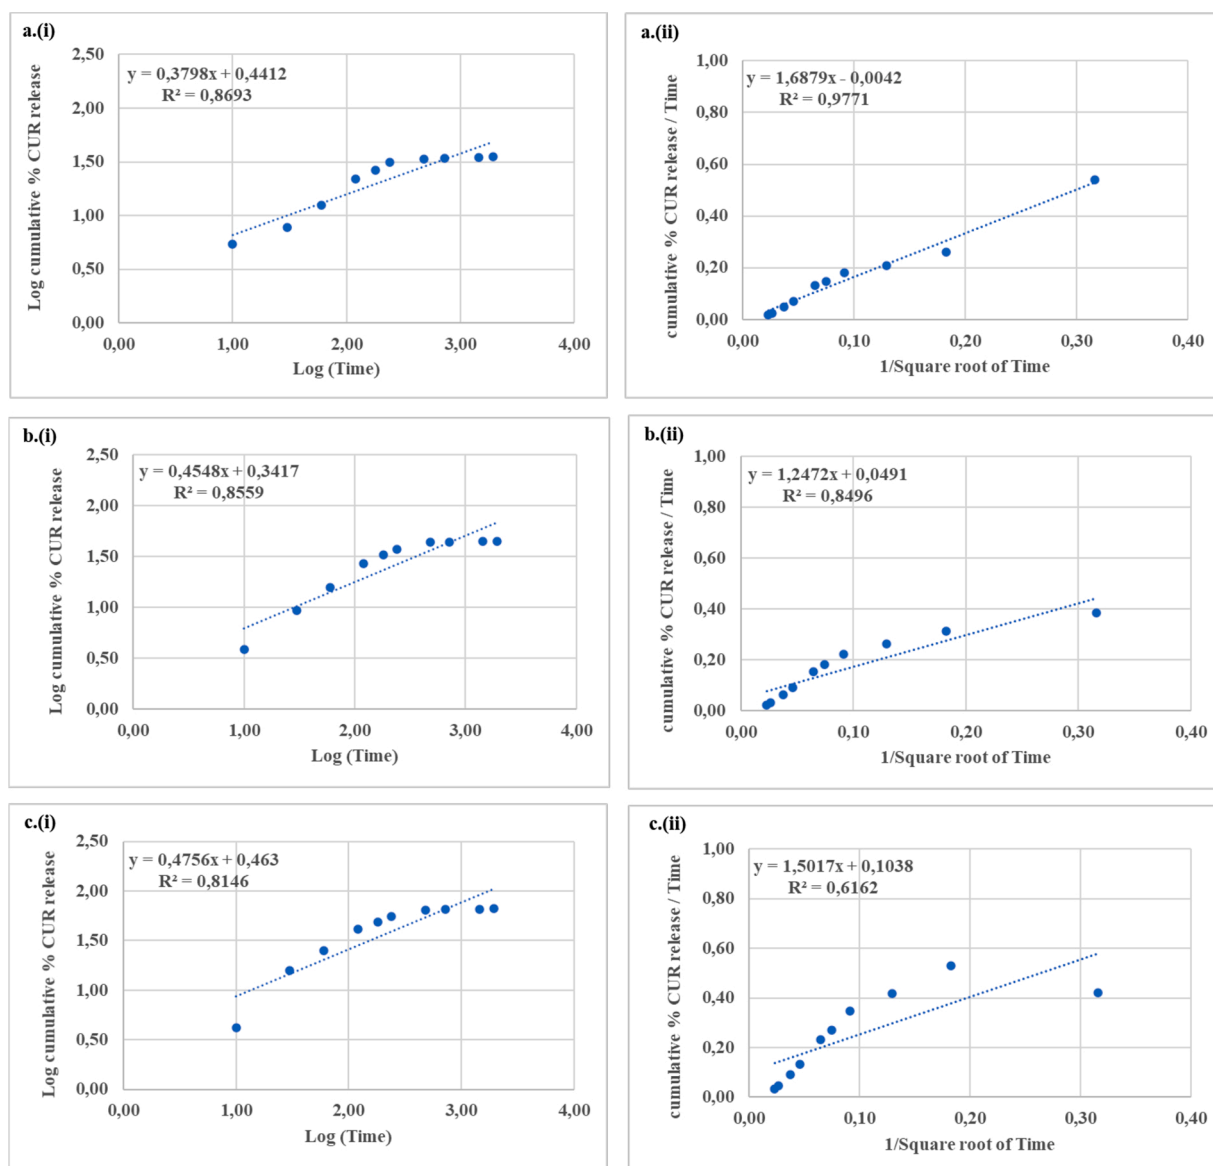 a.(i)
y = 0,3798x + 0,4412
R² = 0,8693
Log cumulative % CUR release
2,50
2,00
1,50
1,00
0,50
0,00
0,00 1,00 2,00 3,00 4,00
Log (Time)
a.(ii)
y = 1,6879x - 0,0042
R² = 0,9771
cumulative % CUR release / Time
1,00
0,80
0,60
0,40
0,20
0,00
0,00 0,10 0,20 0,30 0,40
1/Square root of Time
b.(i)
y = 0,4548x + 0,3417
R² = 0,8559
Log cumulative % CUR release
2,50
2,00
1,50
1,00
0,50
0,00
0,00 1,00 2,00 3,00 4,00
Log (Time)
b.(ii)
y = 1,2472x + 0,0491
R² = 0,8496
cumulative % CUR release / Time
1,00
0,80
0,60
0,40
0,20
0,00
0,00 0,10 0,20 0,30 0,40
1/Square root of Time
c.(i)
y = 0,4756x + 0,463
R² = 0,8146
Log cumulative % CUR release
2,50
2,00
1,50
1,00
0,50
0,00
0,00 1,00 2,00 3,00 4,00
Log (Time)
c.(ii)
y = 1,5017x + 0,1038
R² = 0,6162
cumulative % CUR release / Time
1,00
0,80
0,60
0,40
0,20
0,00
0,00 0,10 0,20 0,30 0,40
1/Square root of Time